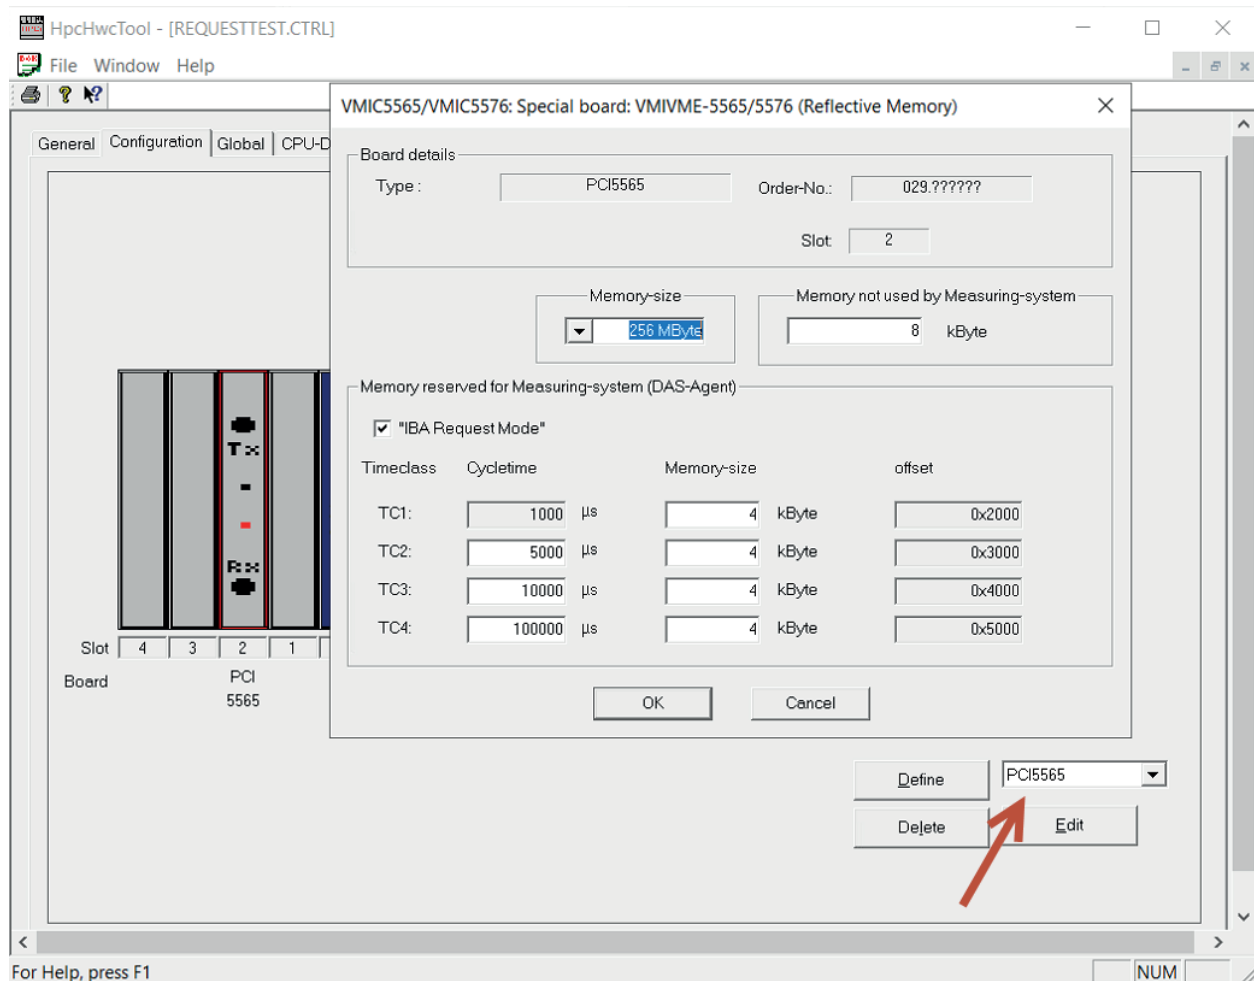 HpcHwcTool - [REQUESTTEST.CTRL]
File Window Help
General Configuration Global CPU-D
VMIC5565/VMIC5576: Special board: VMIVME-5565/5576 (Reflective Memory)
Board details
Type : PCI5565 Order-No.: 029.??????
Slot: 2
Memory-size Memory not used by Measuring-system
256 MByte 8 kByte
Memory reserved for Measuring-system (DAS-Agent)
"IBA Request Mode"
Timeclass Cycletime Memory-size offset
TC1: 1000 µs 4 kByte 0x2000
TC2: 5000 µs 4 kByte 0x3000
TC3: 10000 µs 4 kByte 0x4000
TC4: 100000 µs 4 kByte 0x5000
OK Cancel
Tx
Rx
Slot 4 3 2 1
Board PCI
5565
Define PCI5565
Delete Edit
For Help, press F1 NUM